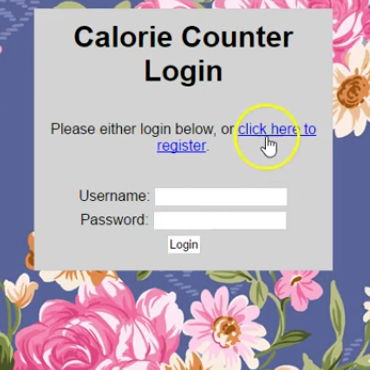 Calorie Counter
Login
Please either login below, or click here to
register.
Username:
Password:
Login